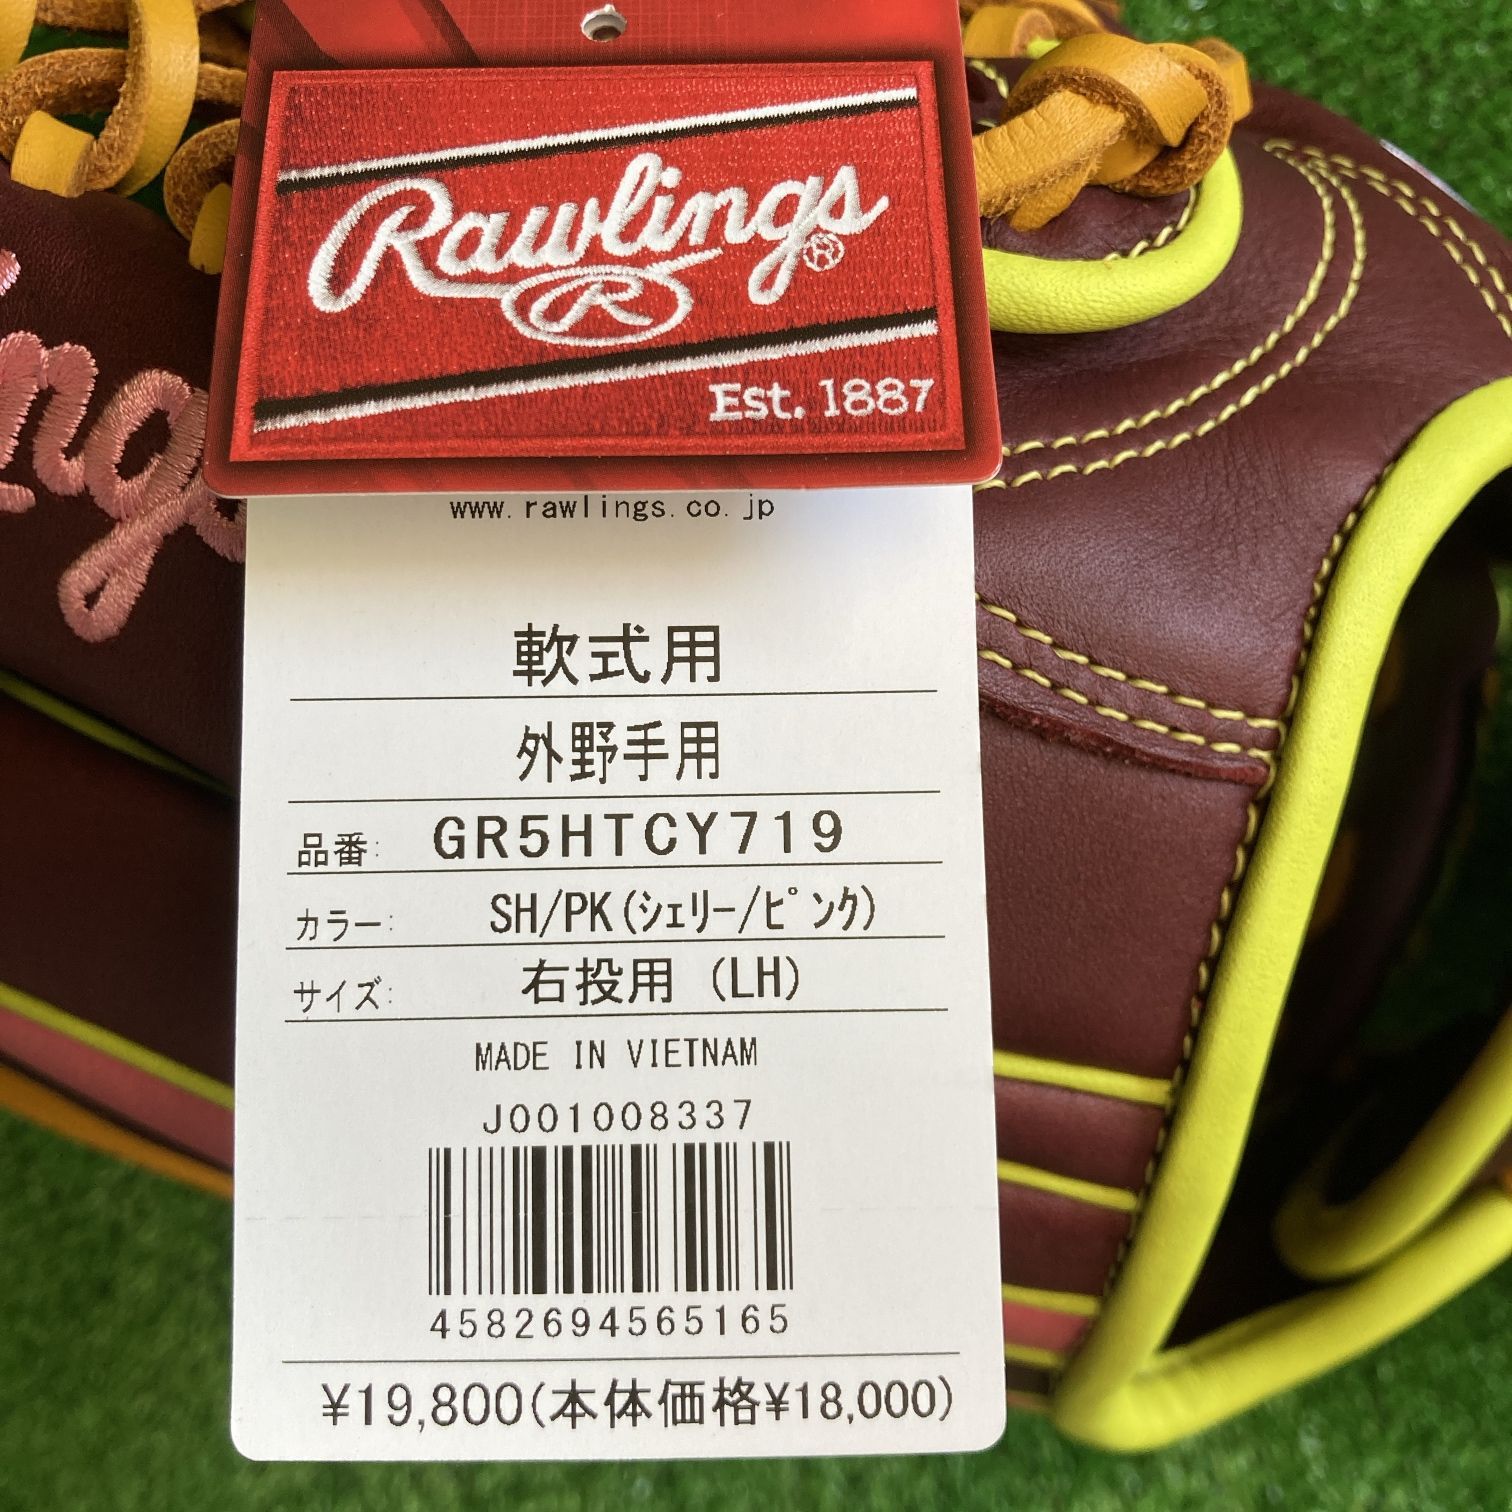 Rawlings
R
Est. 1887
ings
www.rawlings.co.jp
軟式用
外野手用
品番: GR5HTCY719
カラー: SH/PK(ｼｪﾘｰ/ﾋﾟﾝｸ)
サイズ: 右投用 (LH)
MADE IN VIETNAM
J001008337
4582694565165
¥19,800(本体価格¥18,000)